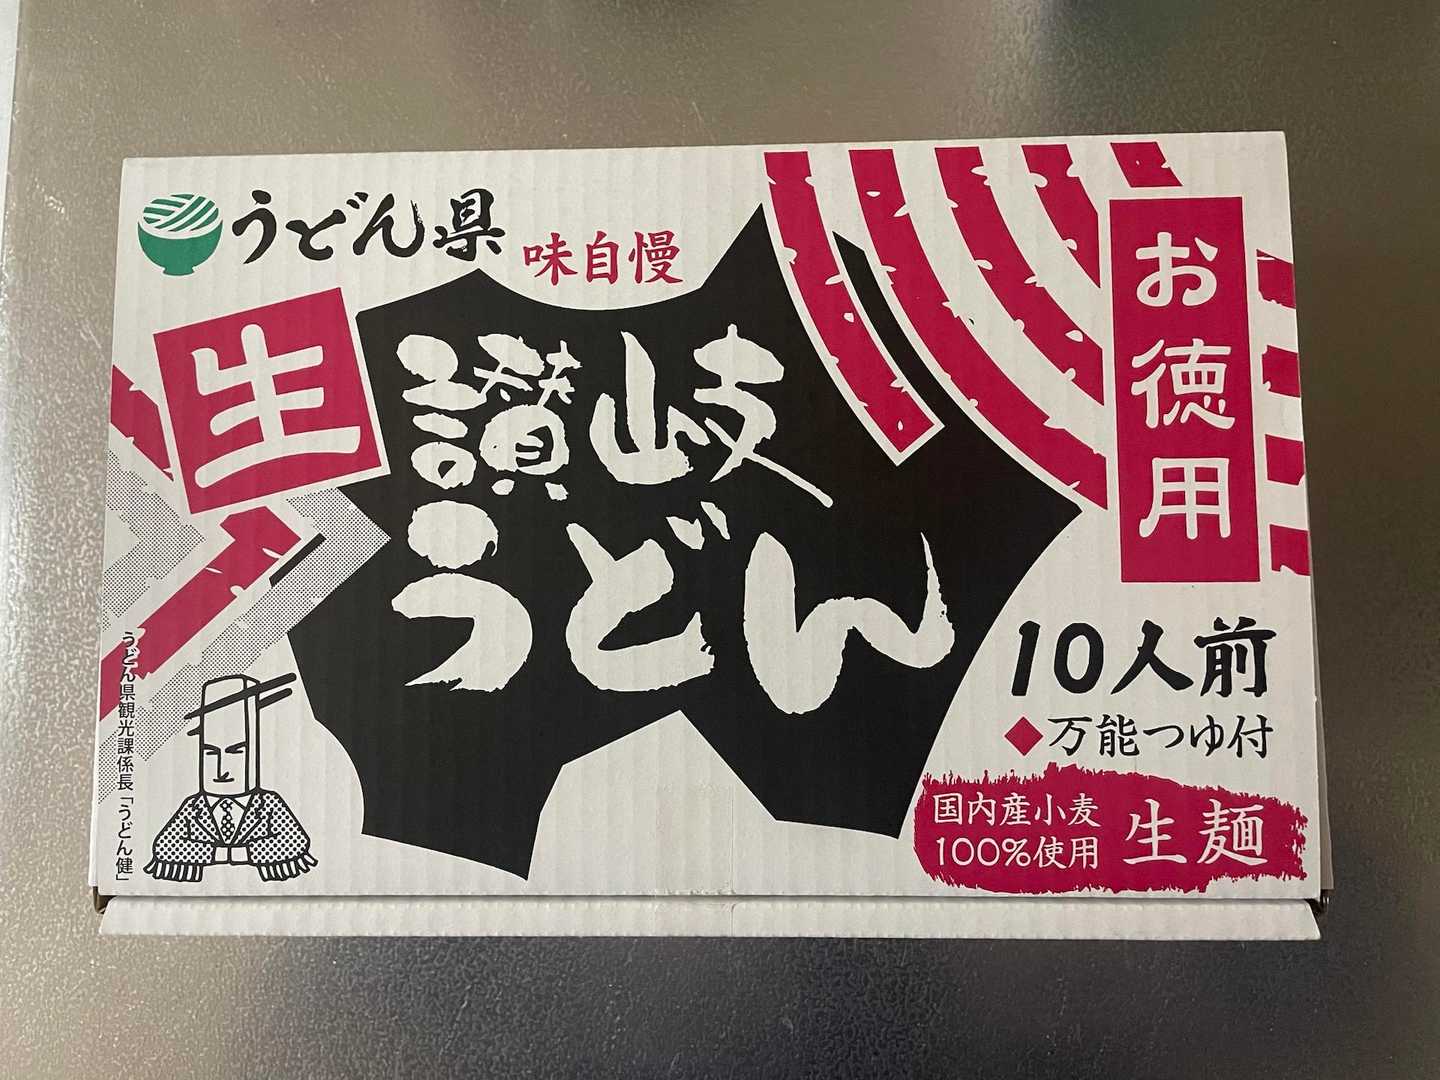 うどん県
味自慢
お徳用
生
讃岐
うどん
10人前
◆万能つゆ付
国内産小麦
100%使用
生麺
うどん県観光課係長「うどん健」